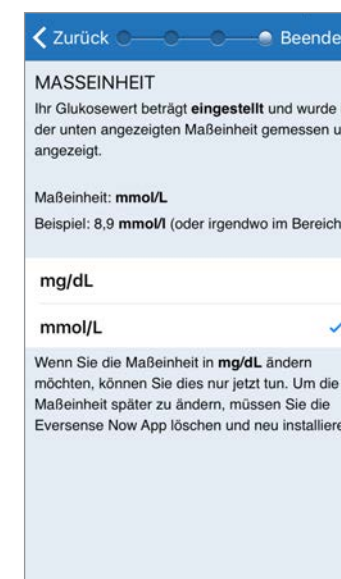 Zurück Beende
MASSEINHEIT
Ihr Glukosewert beträgt eingestellt und wurde
der unten angezeigten Maßeinheit gemessen u
angezeigt.
Maßeinheit: mmol/L
Beispiel: 8,9 mmol/l (oder irgendwo im Bereich
mg/dL
mmol/L
Wenn Sie die Maßeinheit in mg/dL ändern
möchten, können Sie dies nur jetzt tun. Um die
Maßeinheit später zu ändern, müssen Sie die
Eversense Now App löschen und neu installiere